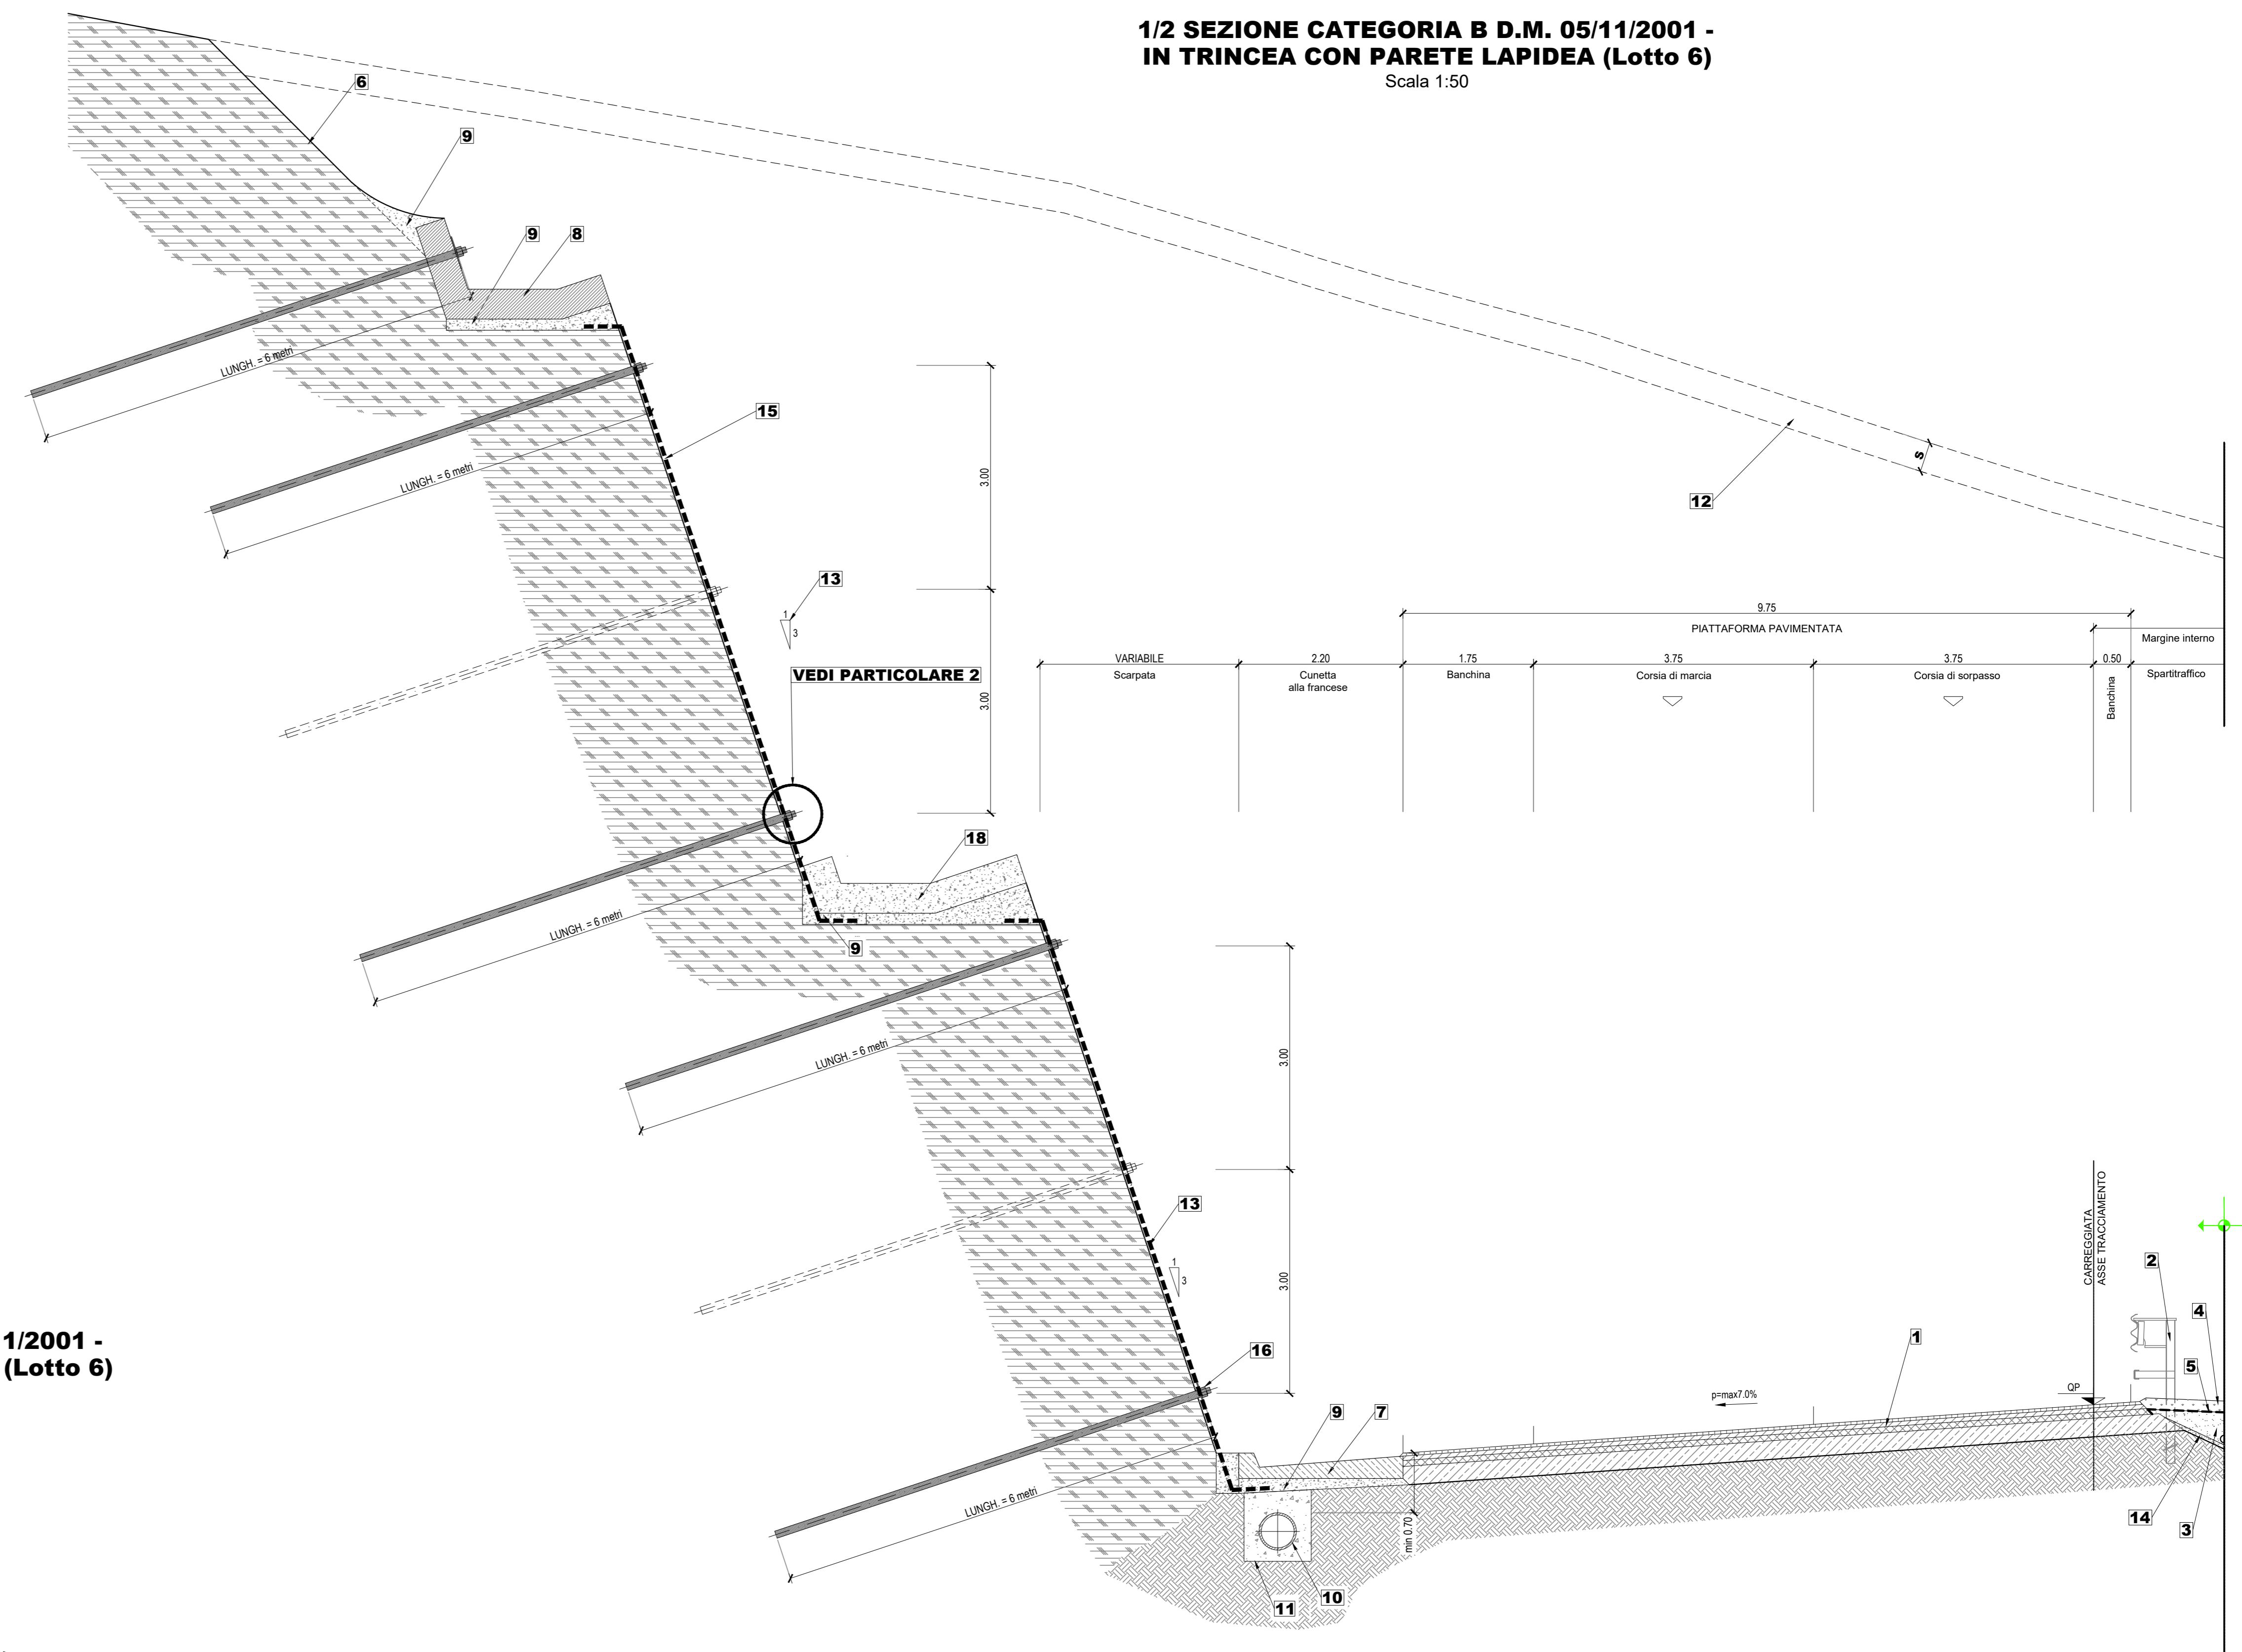 1/2 SEZIONE CATEGORIA B D.M. 05/11/2001 -
IN TRINCEA CON PARETE LAPIDEA (Lotto 6)
Scala 1:50
6
9
9
8
LUNGH. = 6 metri
15
LUNGH. = 6 metri
3.00
12
s
13
1
3
VEDI PARTICOLARE 2
3.00
9.75
PIATTAFORMA PAVIMENTATA
Margine interno
VARIABILE
2.20
1.75
3.75
3.75
0.50
Scarpata
Cunetta
alla francese
Banchina
Corsia di marcia
Corsia di sorpasso
Banchina
Spartitraffico
18
LUNGH. = 6 metri
9
LUNGH. = 6 metri
3.00
13
1
3
3.00
CARREGGIATA
ASSE TRACCIAMENTO
2
4
1
5
1/2001 -
(Lotto 6)
16
p=max7.0%
QP
9
7
LUNGH. = 6 metri
min 0.70
14
3
10
11